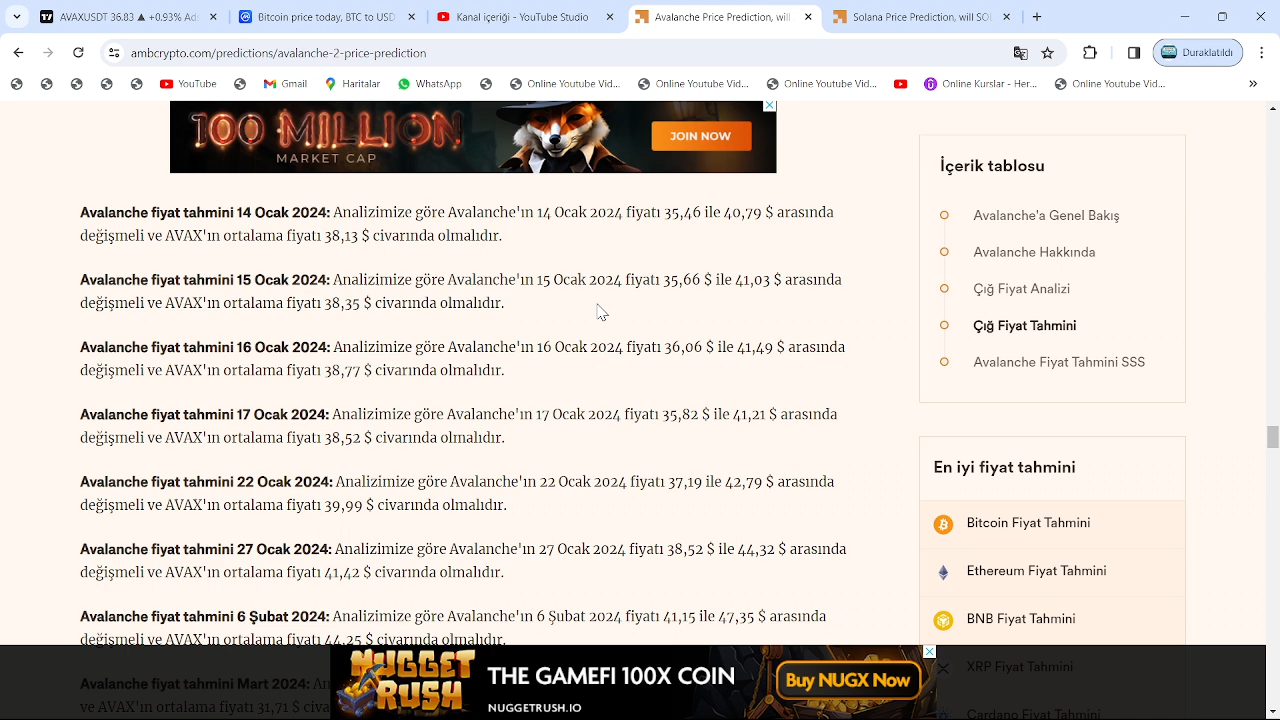 +0.93% AVAXUSDT Spot
AVAXUSDT 35.1
Avalanche'i (AVAX) Neler B
Avalanche price prediction, will
Solana Price Prediction: SOL's
ambcrypto.com/predictions/avalanche-2-price-prediction
Duraklatıldı
YouTube
Gmail
Haritalar
WhatsApp
Online Youtube Vid...
Online Youtube Vid...
Online Youtube Vid...
Online Kurslar - Her...
Online Youtube Vid...
100 MILLION
MARKET CAP
JOIN NOW
Avalanche fiyat tahmini 14 Ocak 2024: Analizimize göre Avalanche'ın 14 Ocak 2024 fiyatı 35,46 ile 40,79 $ arasında
değişmeli ve AVAX'ın ortalama fiyatı 38,13 $ civarında olmalıdır.
Avalanche fiyat tahmini 15 Ocak 2024: Analizimize göre Avalanche'ın 15 Ocak 2024 fiyatı 35,66 $ ile 41,03 $ arasında
değişmeli ve AVAX'ın ortalama fiyatı 38,35 $ civarında olmalıdır.
Avalanche fiyat tahmini 16 Ocak 2024: Analizimize göre Avalanche'ın 16 Ocak 2024 fiyatı 36,06 $ ile 41,49 $ arasında
değişmeli ve AVAX'ın ortalama fiyatı 38,77 $ civarında olmalıdır.
Avalanche fiyat tahmini 17 Ocak 2024: Analizimize göre Avalanche'ın 17 Ocak 2024 fiyatı 35,82 $ ile 41,21 $ arasında
değişmeli ve AVAX'ın ortalama fiyatı 38,52 $ civarında olmalıdır.
Avalanche fiyat tahmini 22 Ocak 2024: Analizimize göre Avalanche'ın 22 Ocak 2024 fiyatı 37,19 ile 42,79 $ arasında
değişmeli ve AVAX'ın ortalama fiyatı 39,99 $ civarında olmalıdır.
Avalanche fiyat tahmini 27 Ocak 2024: Analizimize göre Avalanche'ın 27 Ocak 2024 fiyatı 38,52 $ ile 44,32 $ arasında
değişmeli ve AVAX'ın ortalama fiyatı 41,42 $ civarında olmalıdır.
Avalanche fiyat tahmini 6 Şubat 2024: Analizimize göre Avalanche'ın 6 Şubat 2024 fiyatı 41,15 ile 47,35 $ arasında
değişmeli ve AVAX'ın ortalama fiyatı 44,25 $ civarında olmalıdır.
Avalanche fiyat tahmini Mart 2024: An
ve AVAX'ın ortalama fiyatı 31,71 $ civa
İçerik tablosu
Avalanche'a Genel Bakış
Avalanche Hakkında
Çığ Fiyat Analizi
Çığ Fiyat Tahmini
Avalanche Fiyat Tahmini SSS
En iyi fiyat tahmini
Bitcoin Fiyat Tahmini
Ethereum Fiyat Tahmini
BNB Fiyat Tahmini
XRP Fiyat Tahmini
Cardano Fiyat Tahmini
NUGGET
RUSH
THE GAMEFI 100X COIN
NUGGETRUSH.IO
Buy NUGX Now